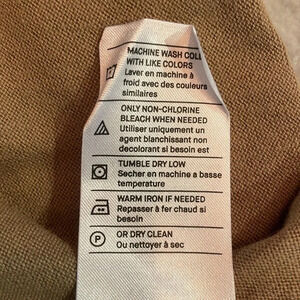 MACHINE WASH COLD
WITH LIKE COLORS
Laver en machine à
froid avec des couleurs
similaires
ONLY NON-CHLORINE
BLEACH WHEN NEEDED
Utiliser uniquement un
agent blanchissant non
decolorant si besoin est
TUMBLE DRY LOW
Secher en machine a basse
temperature
WARM IRON IF NEEDED
Repasser à fer chaud si
besoin
P
OR DRY CLEAN
Ou nettoyer à sec